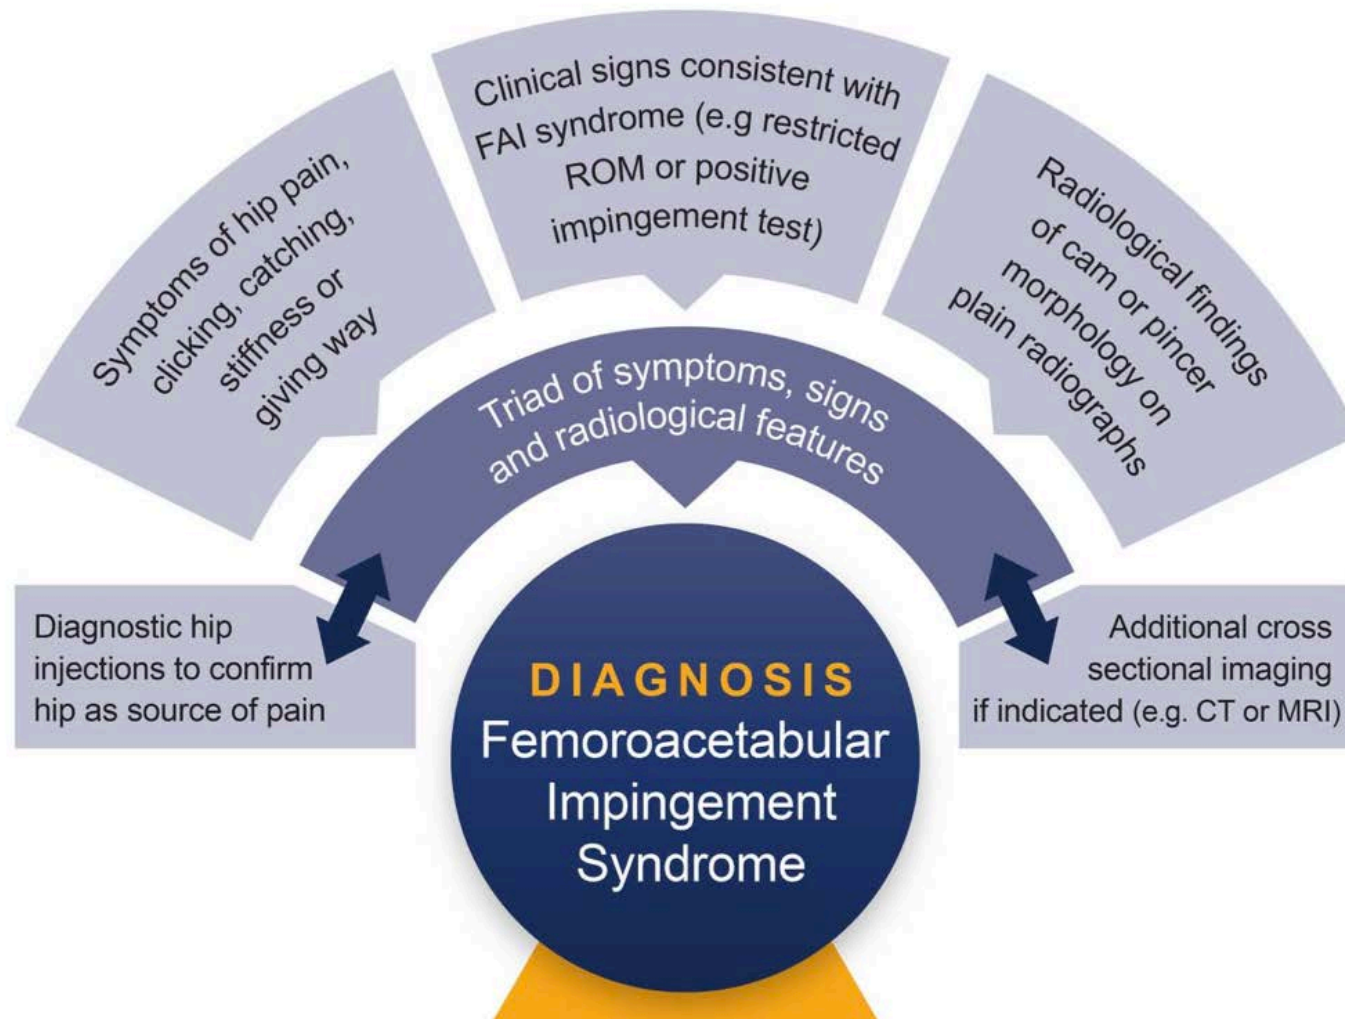 Symptoms of hip pain,
clicking, catching,
stiffness or
giving way
Clinical signs consistent with
FAI syndrome (e.g restricted
ROM or positive
impingement test)
Radiological findings
of cam or pincer
morphology on
plain radiographs
Triad of symptoms, signs
and radiological features
Diagnostic hip
injections to confirm
hip as source of pain
Additional cross
sectional imaging
if indicated (e.g. CT or MRI)
DIAGNOSIS
Femoroacetabular
Impingement
Syndrome